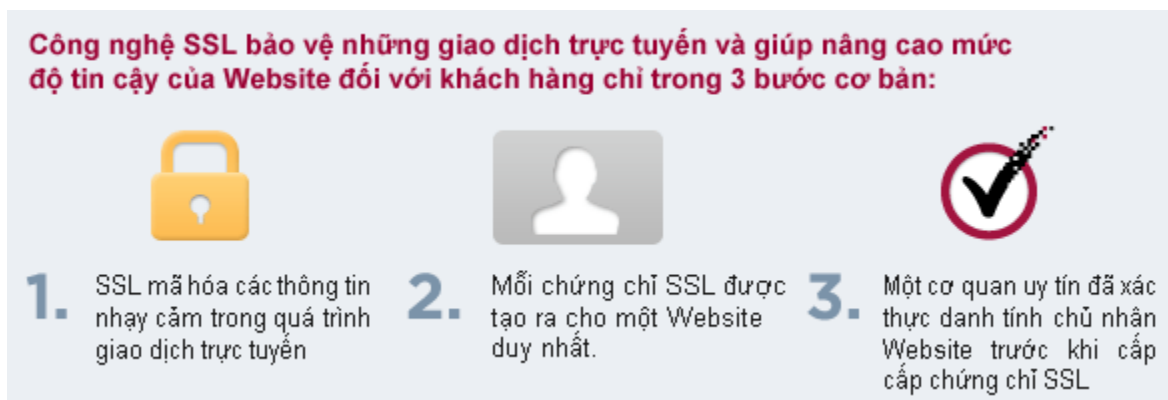 Công nghệ SSL bảo vệ những giao dịch trực tuyến và giúp nâng cao mức
độ tin cậy của Website đối với khách hàng chỉ trong 3 bước cơ bản:
1.
SSL mã hóa các thông tin
nhạy cảm trong quá trình
giao dịch trực tuyến
2.
Mỗi chứng chỉ SSL được
tạo ra cho một Website
duy nhất.
3.
Một cơ quan uy tín đã xác
thực danh tính chủ nhân
Website trước khi cấp
cấp chứng chỉ SSL